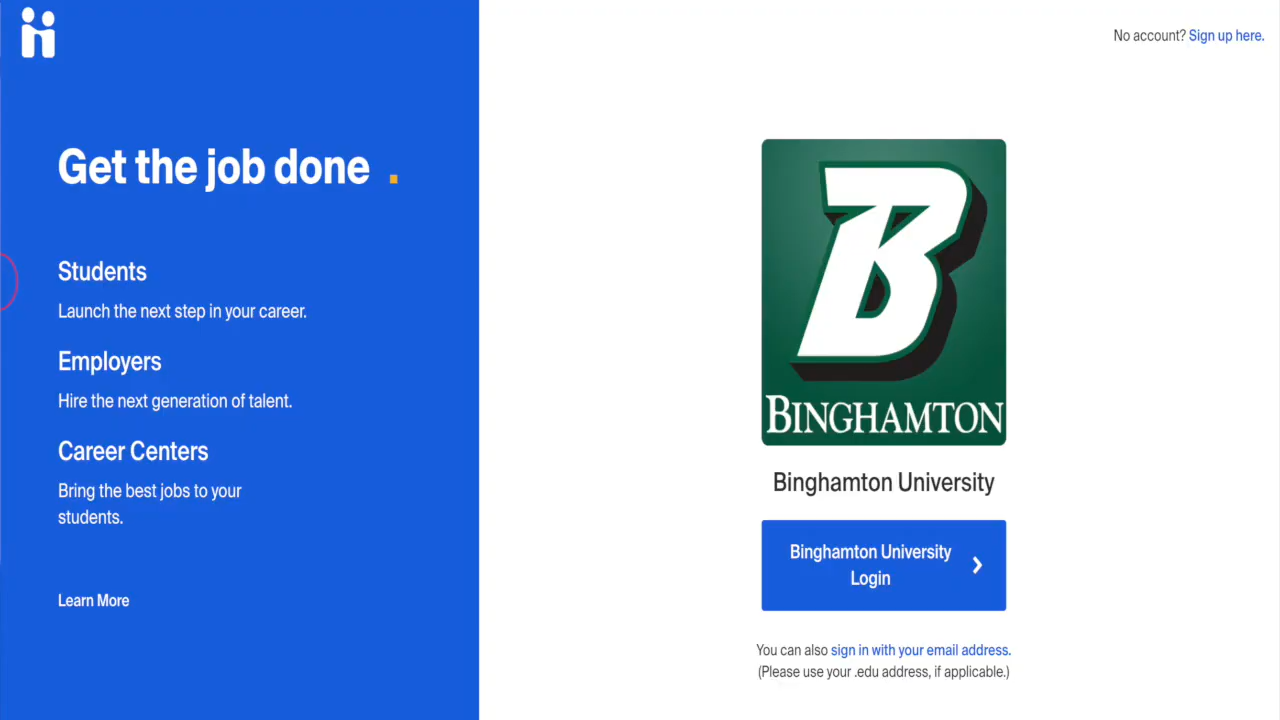 No account? Sign up here.
Get the job done .
Students
Launch the next step in your career.
Employers
Hire the next generation of talent.
Career Centers
Bring the best jobs to your
students.
Learn More
B
BINGHAMTON
Binghamton University
Binghamton University
Login
You can also sign in with your email address.
(Please use your .edu address, if applicable.)